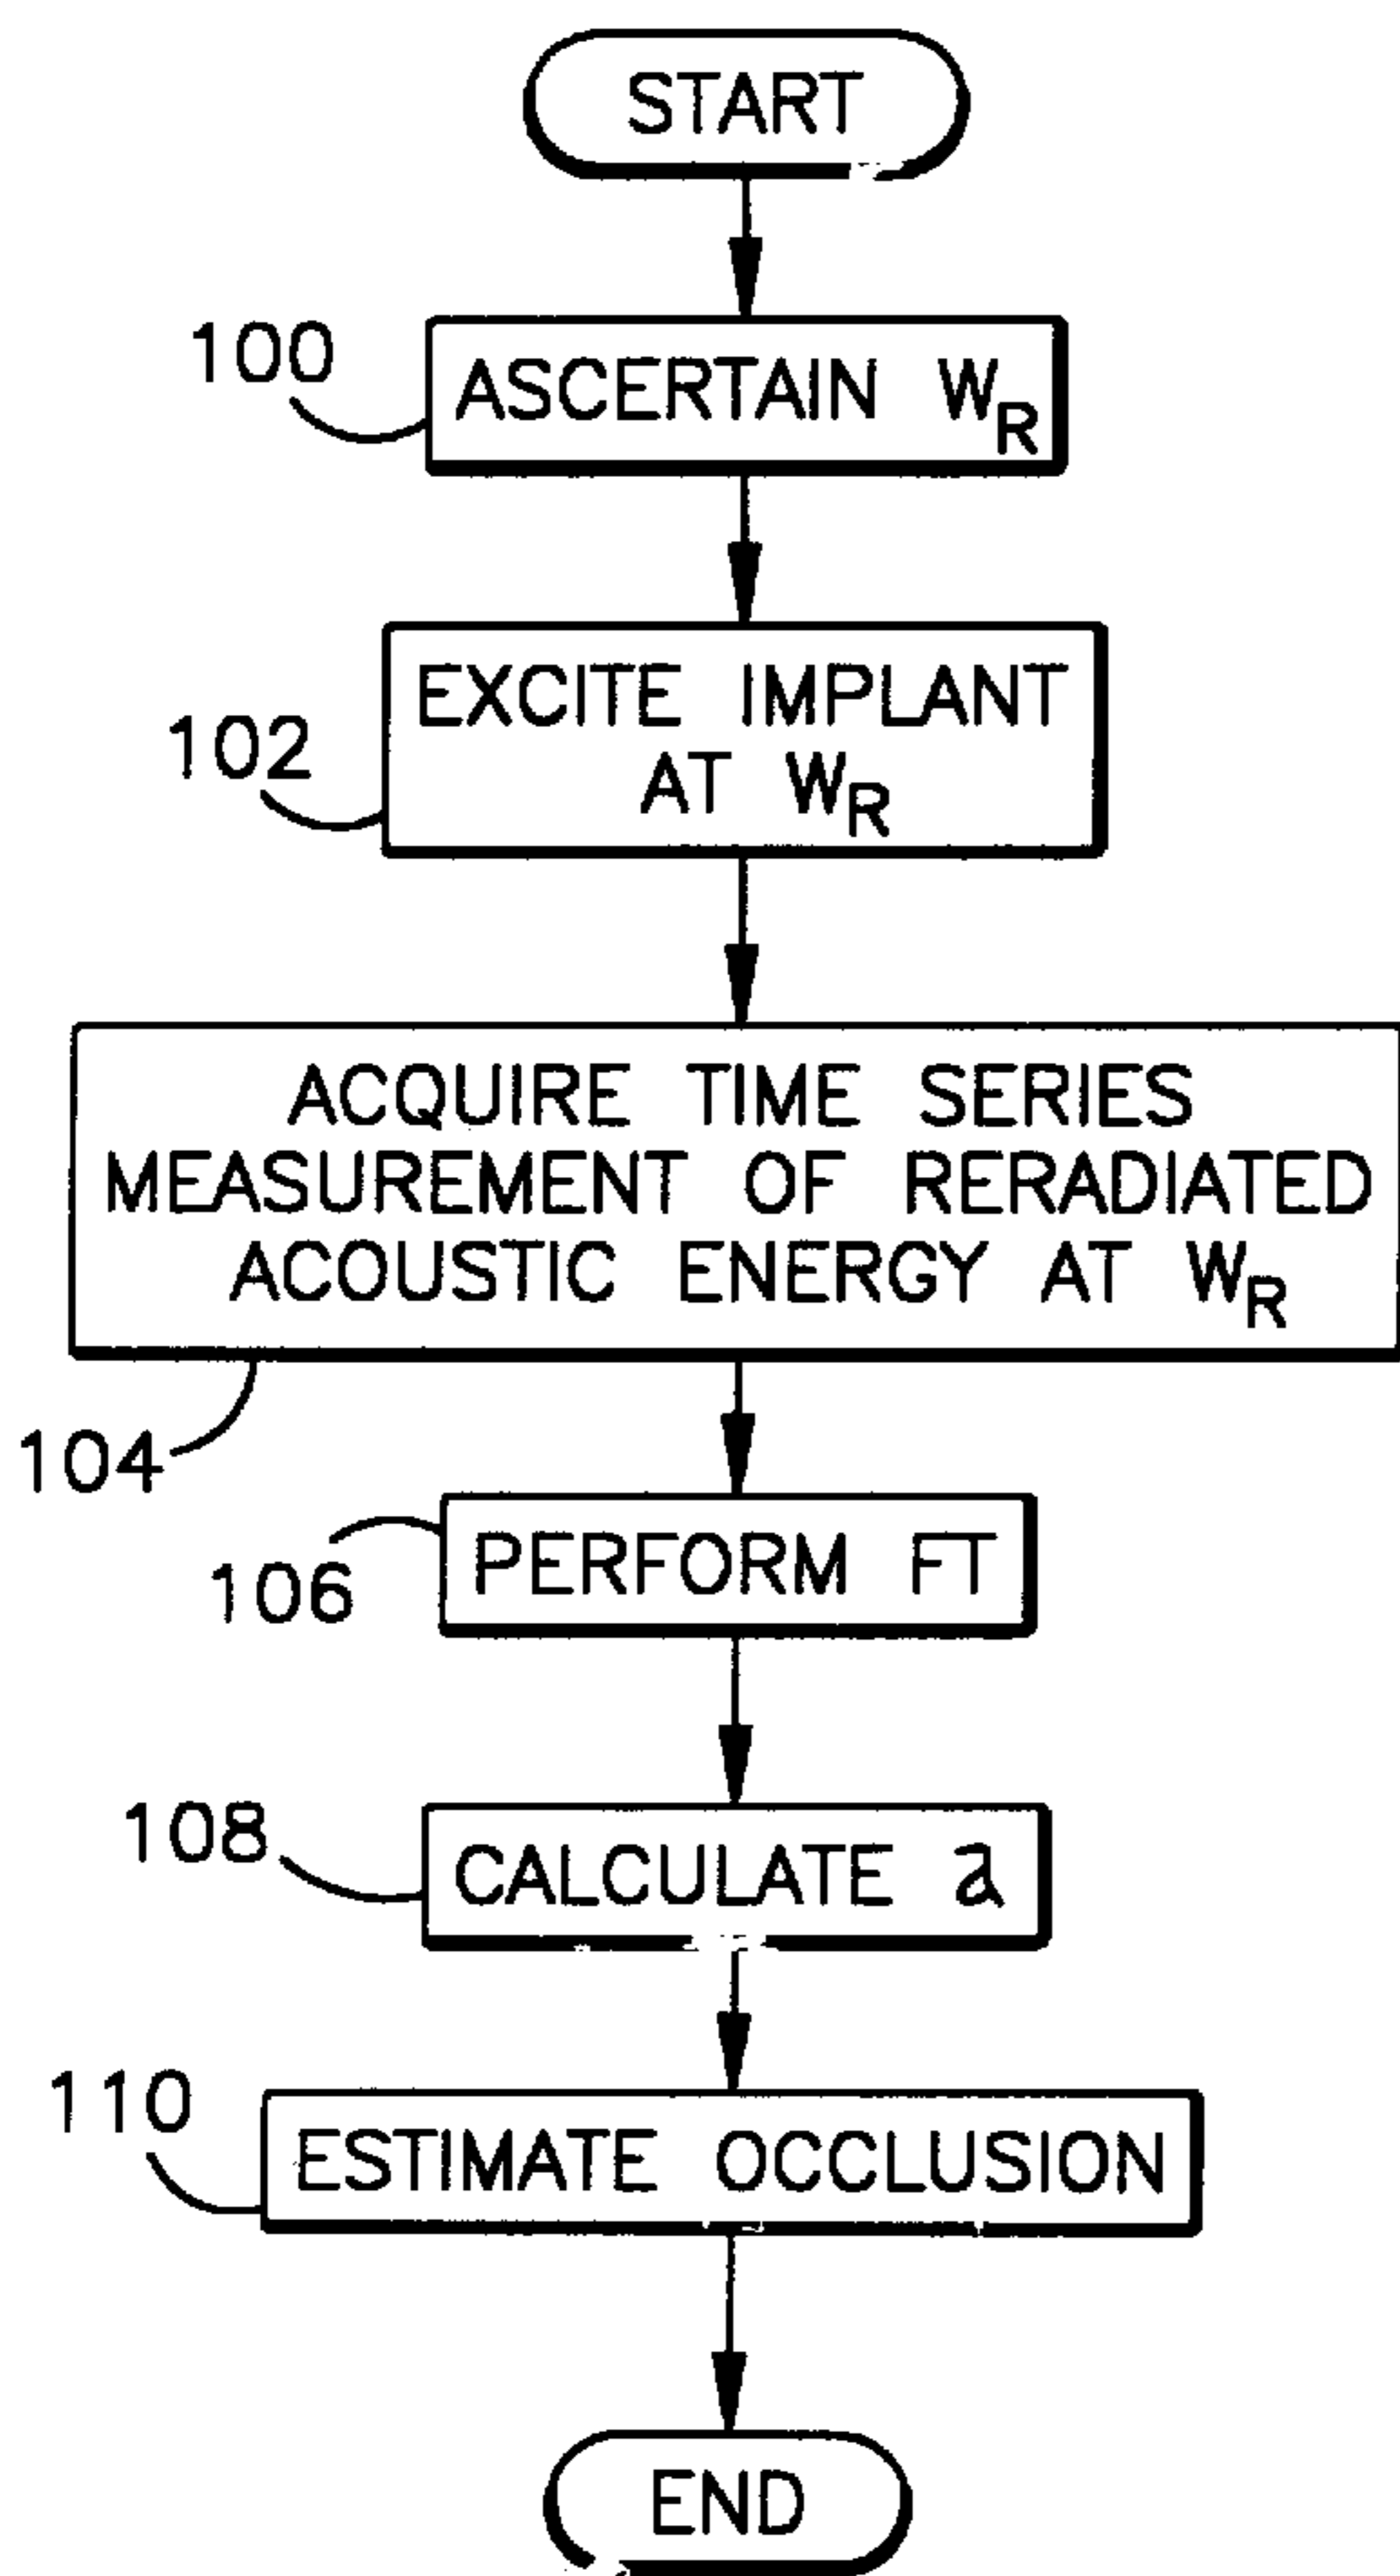 START
100
ASCERTAIN W_R
102
EXCITE IMPLANT
AT W_R
ACQUIRE TIME SERIES
MEASUREMENT OF RERADIATED
ACOUSTIC ENERGY AT W_R
104
PERFORM FT
106
108
CALCULATE a
110
ESTIMATE OCCLUSION
END